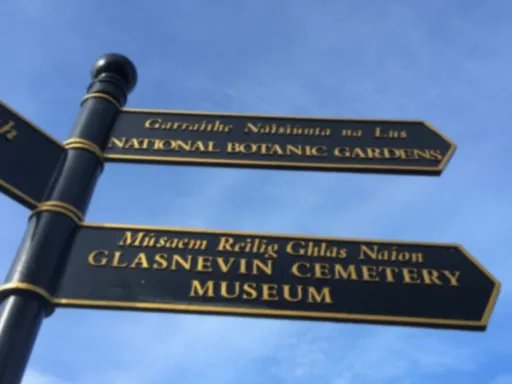 Garraithe Náisiúnta na Lus
NATIONAL BOTANIC GARDENS
Músaem Reilig Ghlas Naíon
GLASNEVIN CEMETERY
MUSEUM